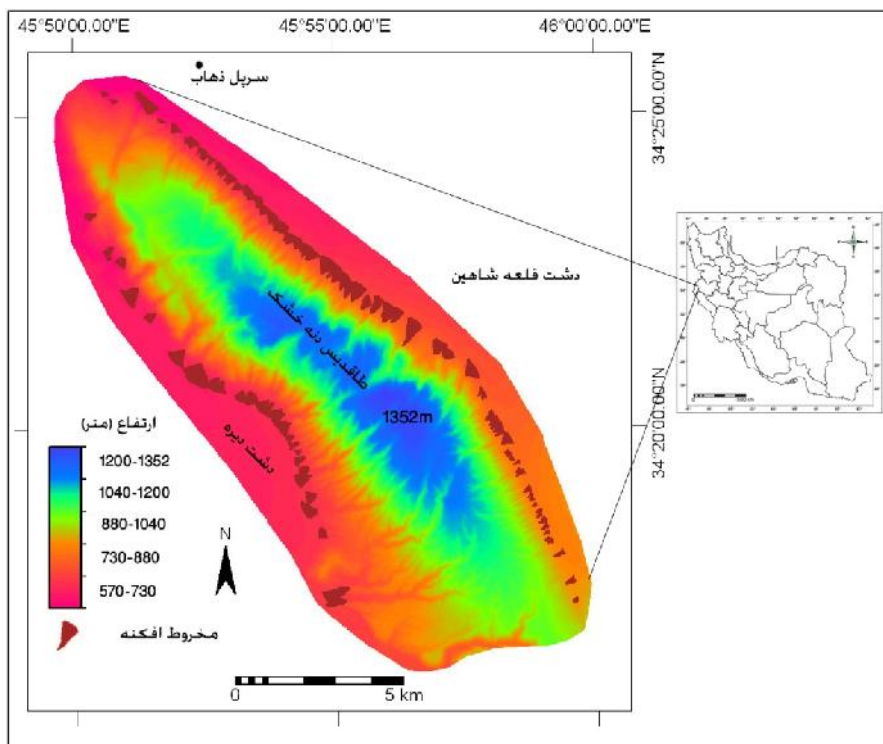 45°50'00.00"E
45°55'00.00"E
46°00'00.00"E
سرپل ذهاب
34°25'00.00"N
دشت قلعه شاهین
طاقدیس دنه خشک
1352m
34°20'00.00"N
دشت دیره
ارتفاع (متر)
1200-1352
1040-1200
880-1040
730-880
570-730
N
مخروط افکنه
0 5 km